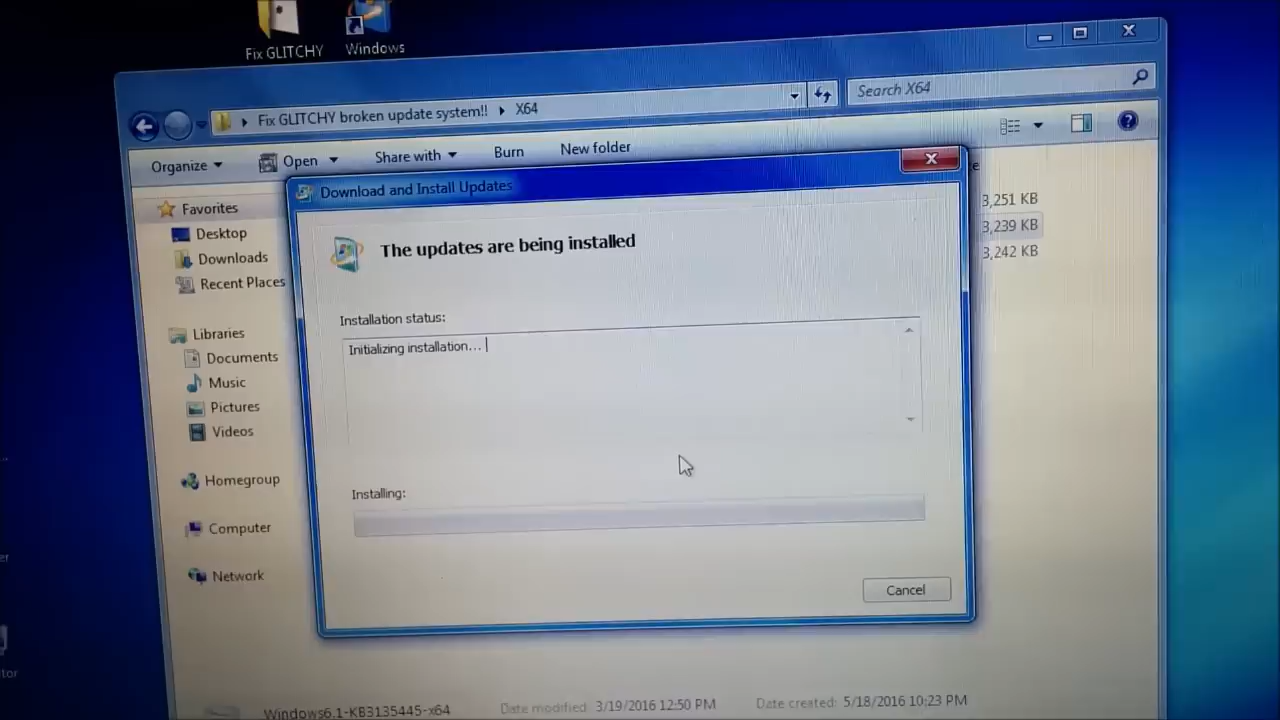 Fix GLITCHY
Windows
Fix GLITCHY broken update system!! X64
Search X64
Organize Open Share with Burn New folder
Download and Install Updates
The updates are being installed
Installation status:
Initializing installation...
Installing:
Cancel
Favorites
Desktop
Downloads
Recent Places
Libraries
Documents
Music
Pictures
Videos
Homegroup
Computer
Network
3,251 KB
3,239 KB
3,242 KB
Windows6.1-KB3135445-x64 Date modified: 3/19/2016 12:50 PM Date created: 5/18/2016 10:23 PM